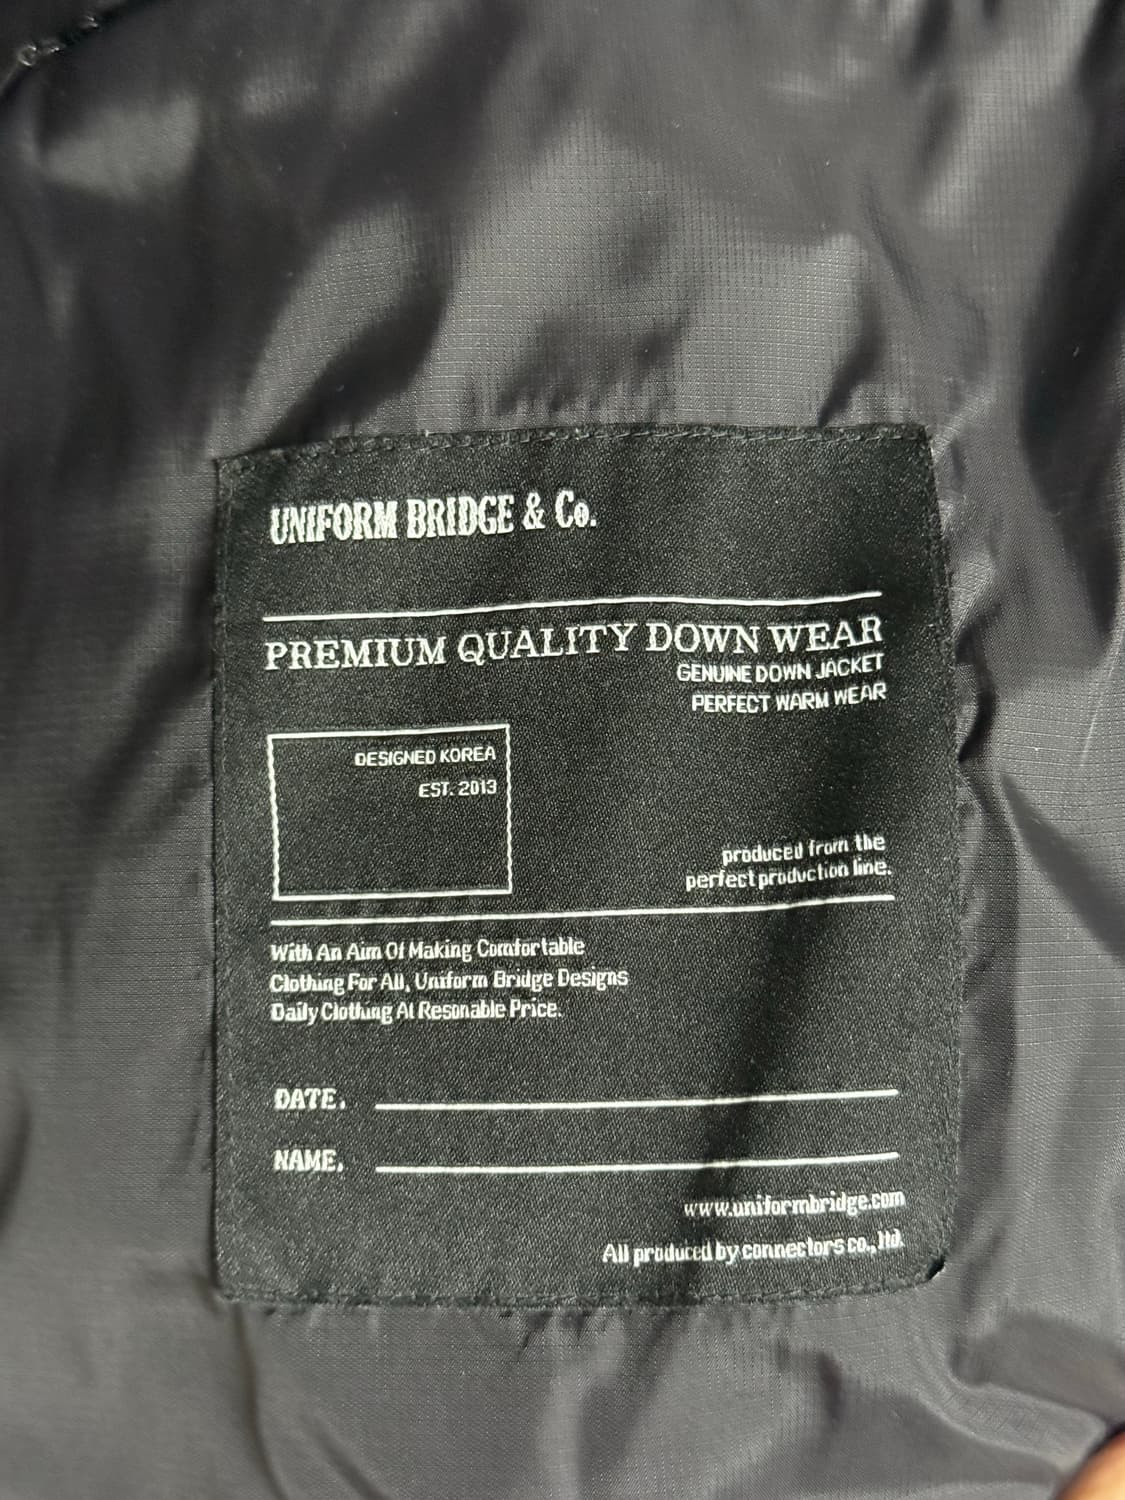 UNIFORM BRIDGE & Co.
PREMIUM QUALITY DOWN WEAR
GENUINE DOWN JACKET
PERFECT WARM WEAR
DESIGNED KOREA
EST. 2013
produced from the
perfect production line.
With An Aim Of Making Comfortable
Clothing For All, Uniform Bridge Designs
Daily Clothing At Resonable Price.
DATE.
NAME.
www.uniformbridge.com
All produced by connectors co., ltd.